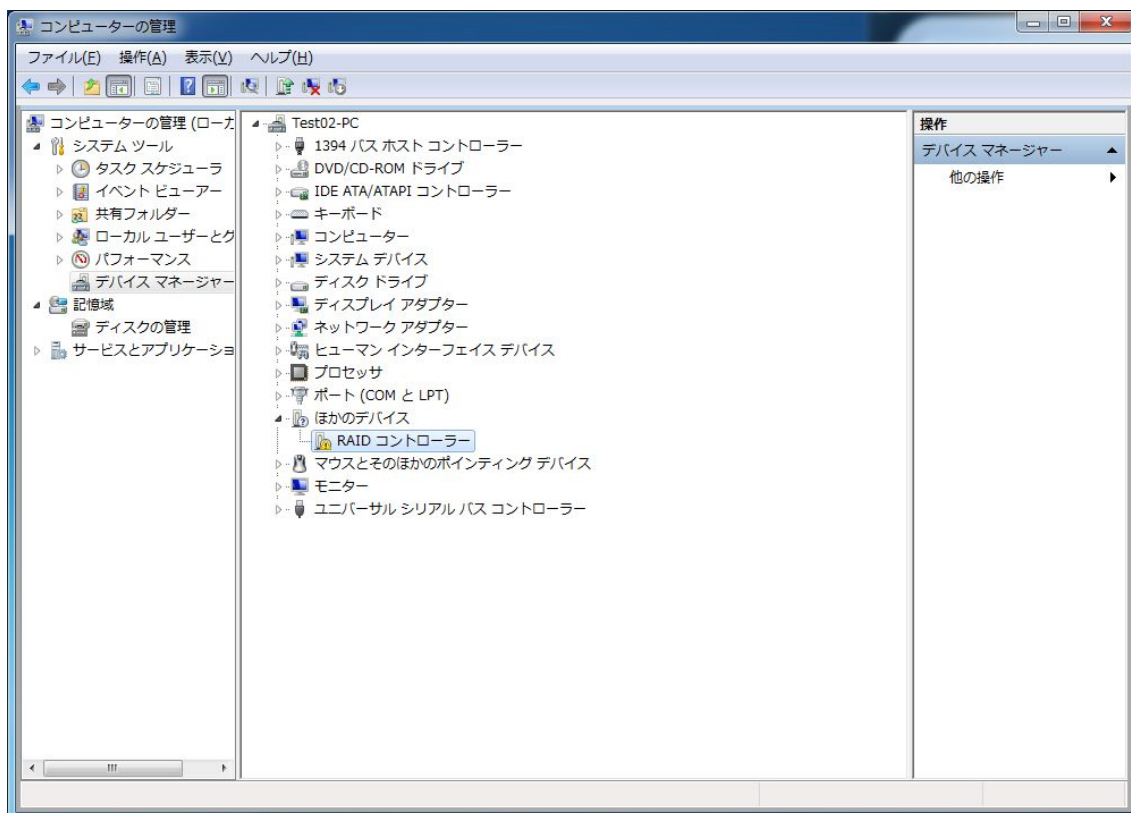 コンピューターの管理
ファイル(F) 操作(A) 表示(V) ヘルプ(H)
コンピューターの管理 (ローカ
システム ツール
タスク スケジューラ
イベント ビューアー
共有フォルダー
ローカル ユーザーとグ
パフォーマンス
デバイス マネージャー
記憶域
ディスクの管理
サービスとアプリケーショ
Test02-PC
1394 バス ホスト コントローラー
DVD/CD-ROM ドライブ
IDE ATA/ATAPI コントローラー
キーボード
コンピューター
システム デバイス
ディスク ドライブ
ディスプレイ アダプター
ネットワーク アダプター
ヒューマン インターフェイス デバイス
プロセッサ
ポート (COM と LPT)
ほかのデバイス
RAID コントローラー
マウスとそのほかのポインティング デバイス
モニター
ユニバーサル シリアル バス コントローラー
操作
デバイス マネージャー
他の操作